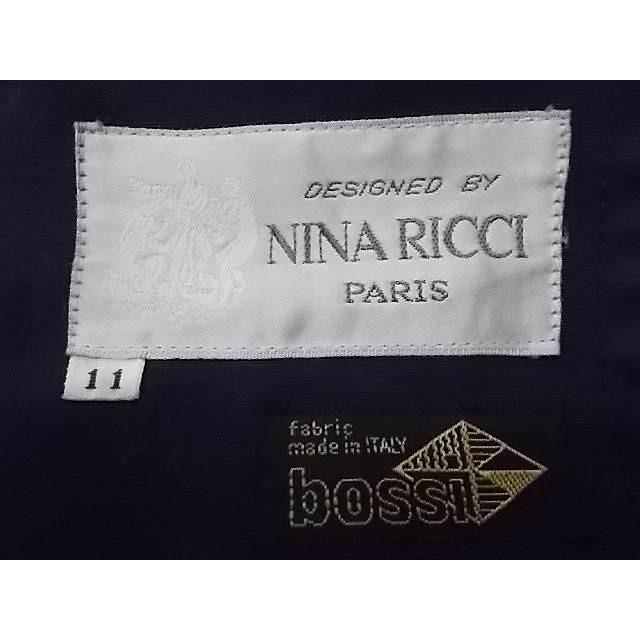 DESIGNED BY
NINA RICCI
PARIS
11
fabric
made in ITALY
bossi